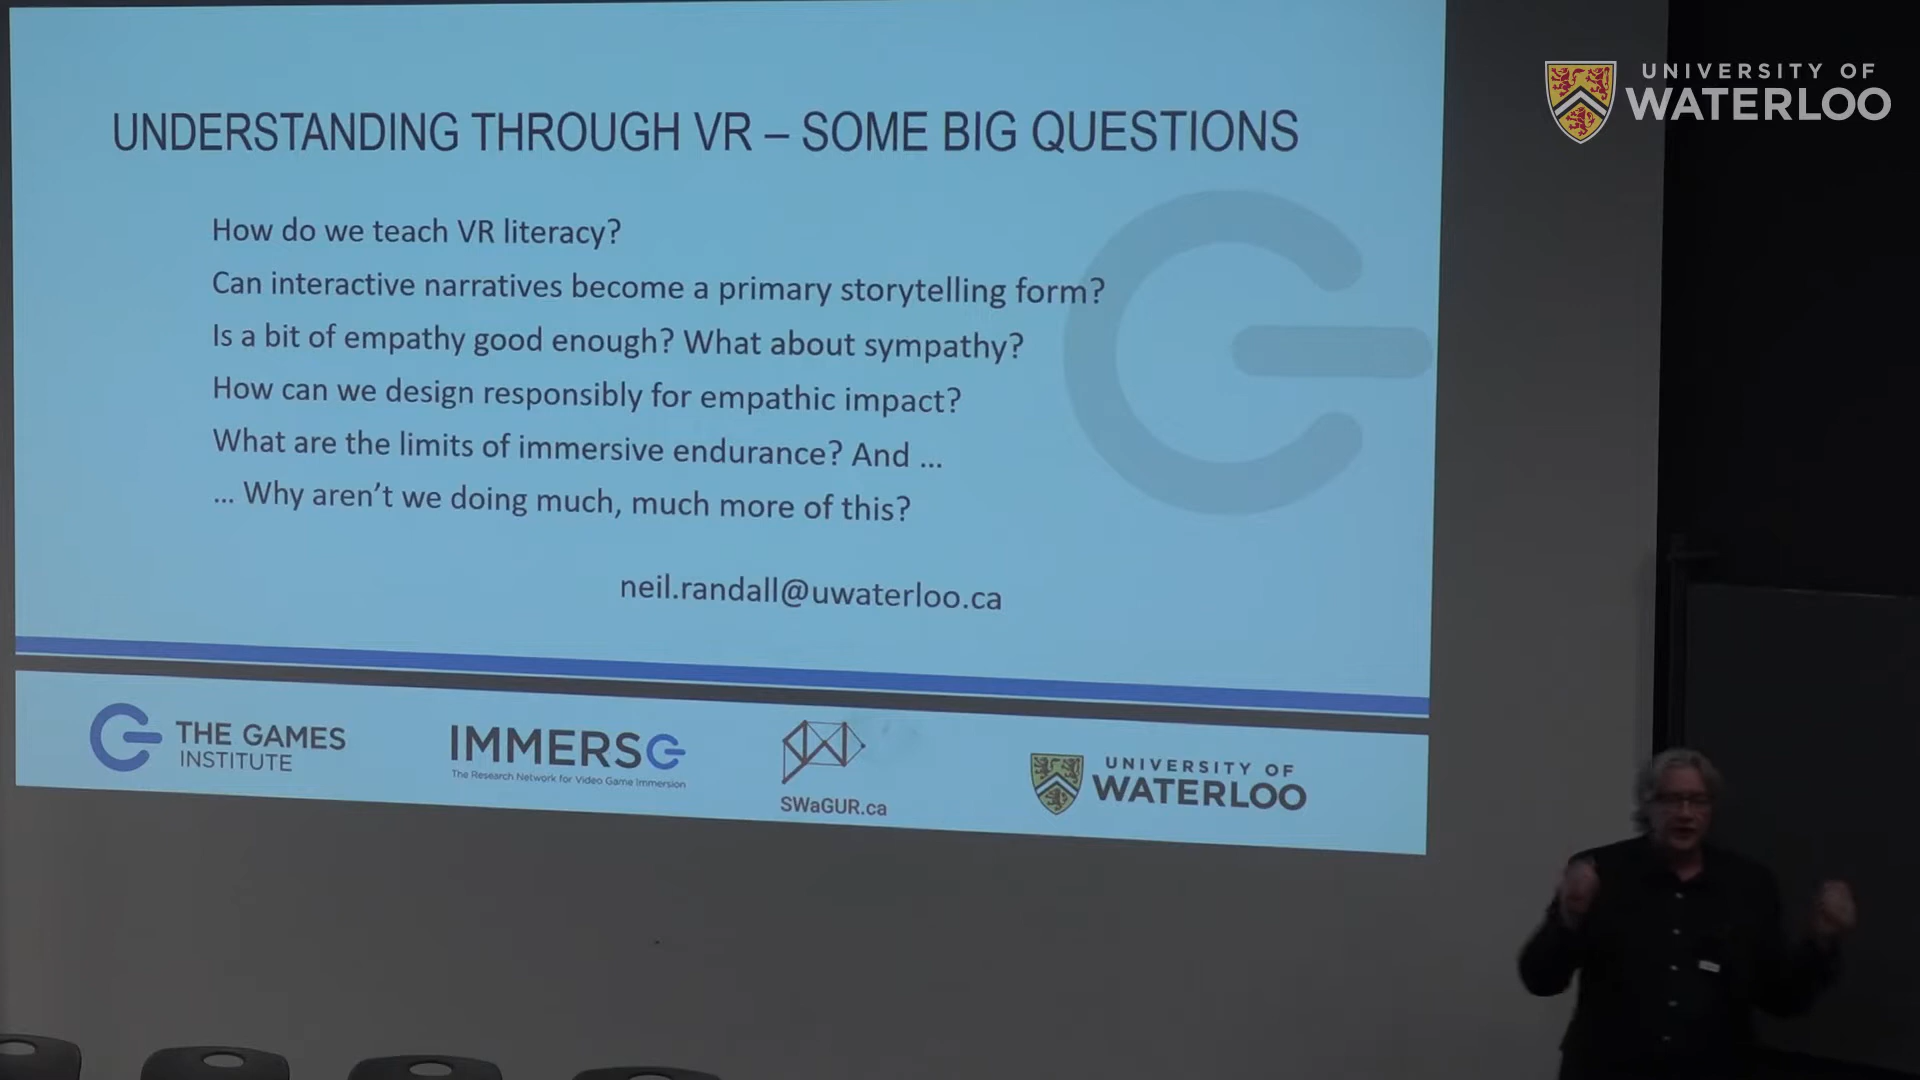 UNIVERSITY OF
WATERLOO
UNDERSTANDING THROUGH VR – SOME BIG QUESTIONS
How do we teach VR literacy?
Can interactive narratives become a primary storytelling form?
Is a bit of empathy good enough? What about sympathy?
How can we design responsibly for empathic impact?
What are the limits of immersive endurance? And ...
... Why aren't we doing much, much more of this?
neil.randall@uwaterloo.ca
THE GAMES
INSTITUTE
IMMERSE
The Research Network for Video Game Immersion
SWaGUR.ca
UNIVERSITY OF
WATERLOO